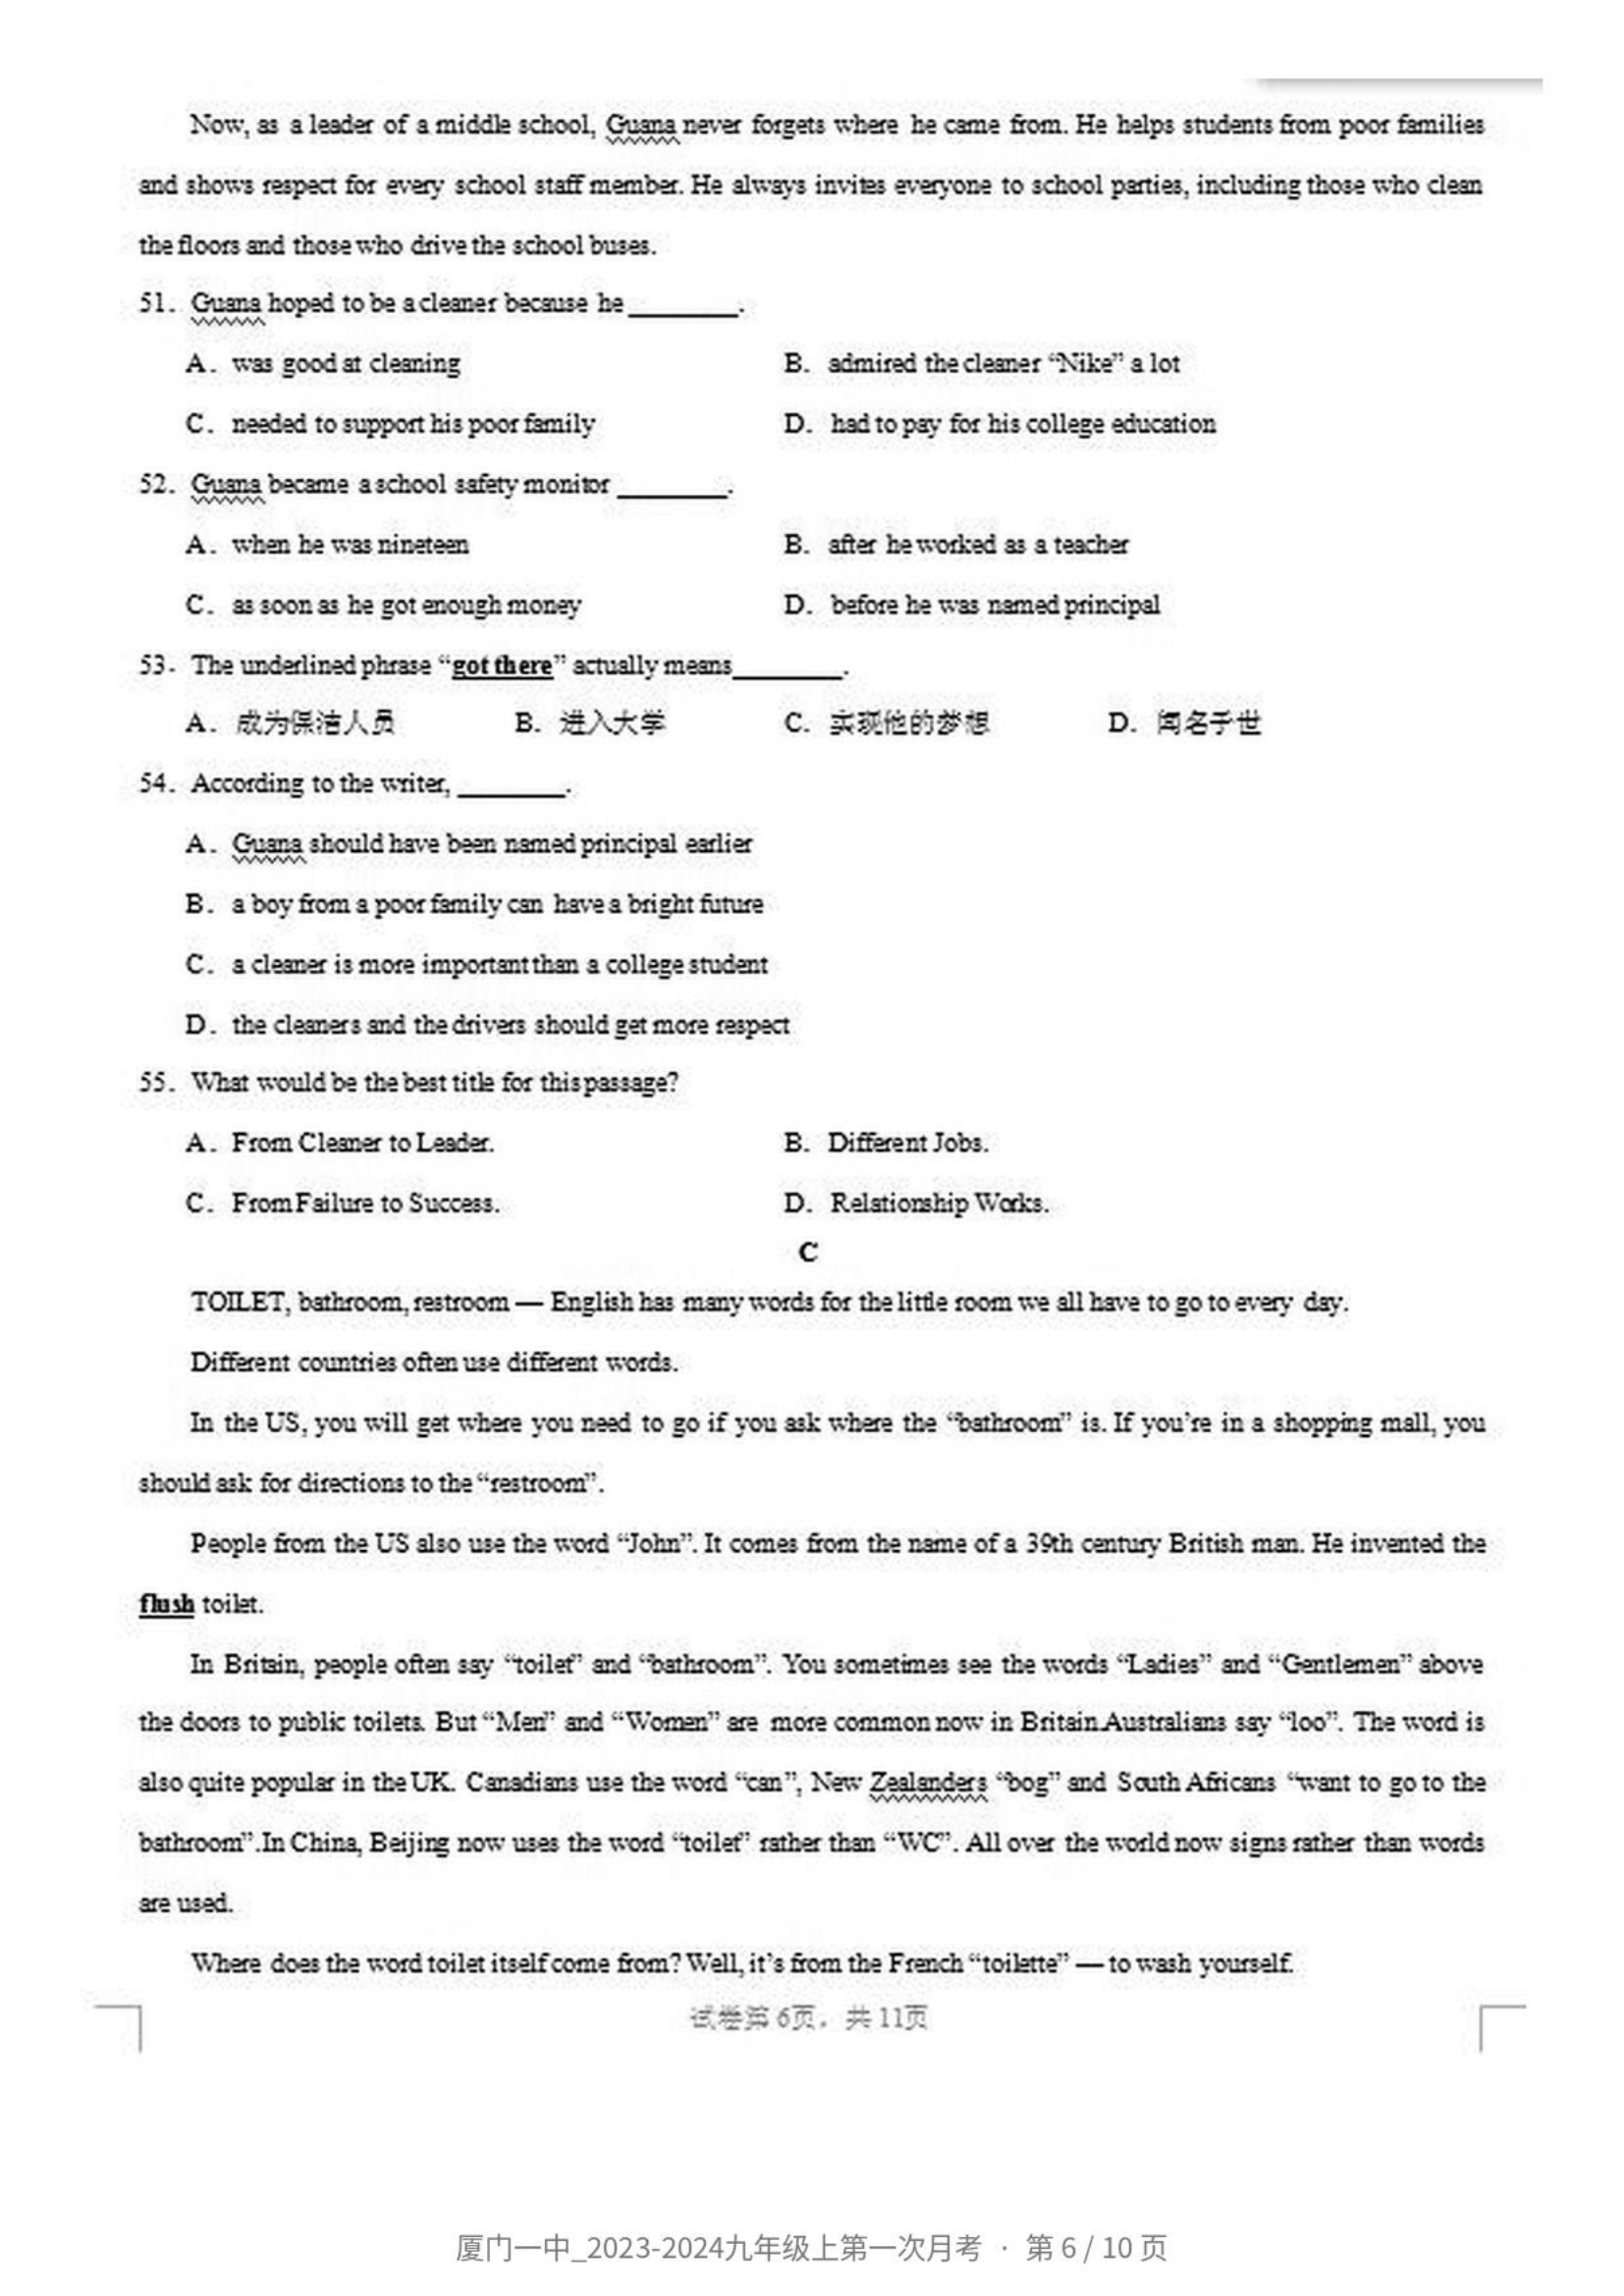 Now, as a leader of a middle school, Guana never forgets where he came from. He helps students from poor families
and shows respect for every school staff member. He always invites everyone to school parties, including those who clean
the floors and those who drive the school buses.
51. Guana hoped to be a cleaner because he ________.
A. was good at cleaning B. admired the cleaner “Nike” a lot
C. needed to support his poor family D. had to pay for his college education
52. Guana became a school safety monitor ________.
A. when he was nineteen B. after he worked as a teacher
C. as soon as he got enough money D. before he was named principal
53. The underlined phrase “got there” actually means________.
A. 成为保洁人员 B. 进入大学 C. 实现他的梦想 D. 闻名于世
54. According to the writer, ________.
A. Guana should have been named principal earlier
B. a boy from a poor family can have a bright future
C. a cleaner is more important than a college student
D. the cleaners and the drivers should get more respect
55. What would be the best title for this passage?
A. From Cleaner to Leader. B. Different Jobs.
C. From Failure to Success. D. Relationship Works.
C
TOILET, bathroom, restroom — English has many words for the little room we all have to go to every day.
Different countries often use different words.
In the US, you will get where you need to go if you ask where the “bathroom” is. If you’re in a shopping mall, you
should ask for directions to the “restroom”.
People from the US also use the word “John”. It comes from the name of a 39th century British man. He invented the
flush toilet.
In Britain, people often say “toilet” and “bathroom”. You sometimes see the words “Ladies” and “Gentlemen” above
the doors to public toilets. But “Men” and “Women” are more common now in Britain.Australians say “loo”. The word is
also quite popular in the UK. Canadians use the word “can”, New Zealanders “bog” and South Africans “want to go to the
bathroom”.In China, Beijing now uses the word “toilet” rather than “WC”. All over the world now signs rather than words
are used.
Where does the word toilet itself come from? Well, it’s from the French “toilette” — to wash yourself.
试卷第 6页，共 11页
厦门一中_2023-2024九年级上第一次月考 · 第 6 / 10 页